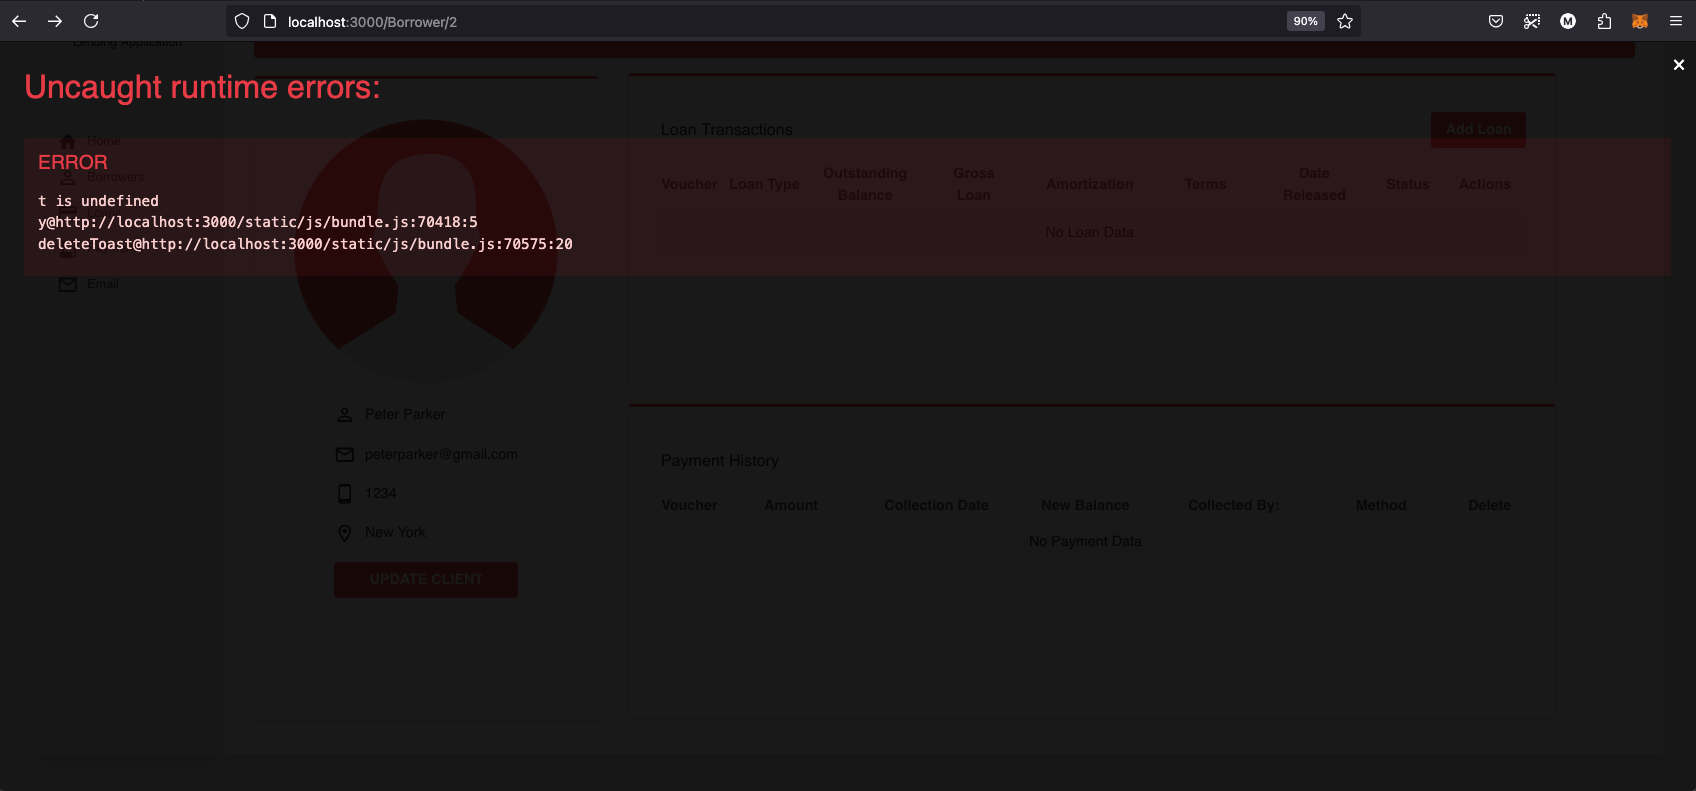 localhost:3000/Borrower/2
90%
M
Lending Application
Uncaught runtime errors:
Home
Loan Transactions
Add Loan
ERROR
Borrowers
Voucher Loan Type Outstanding Balance Gross Loan Amortization Terms Date Released Status Actions
t is undefined
y@http://localhost:3000/static/js/bundle.js:70418:5
No Loan Data
deleteToast@http://localhost:3000/static/js/bundle.js:70575:20
Email
Peter Parker
peterparker@gmail.com
1234
New York
UPDATE CLIENT
Payment History
Voucher Amount Collection Date New Balance Collected By: Method Delete
No Payment Data